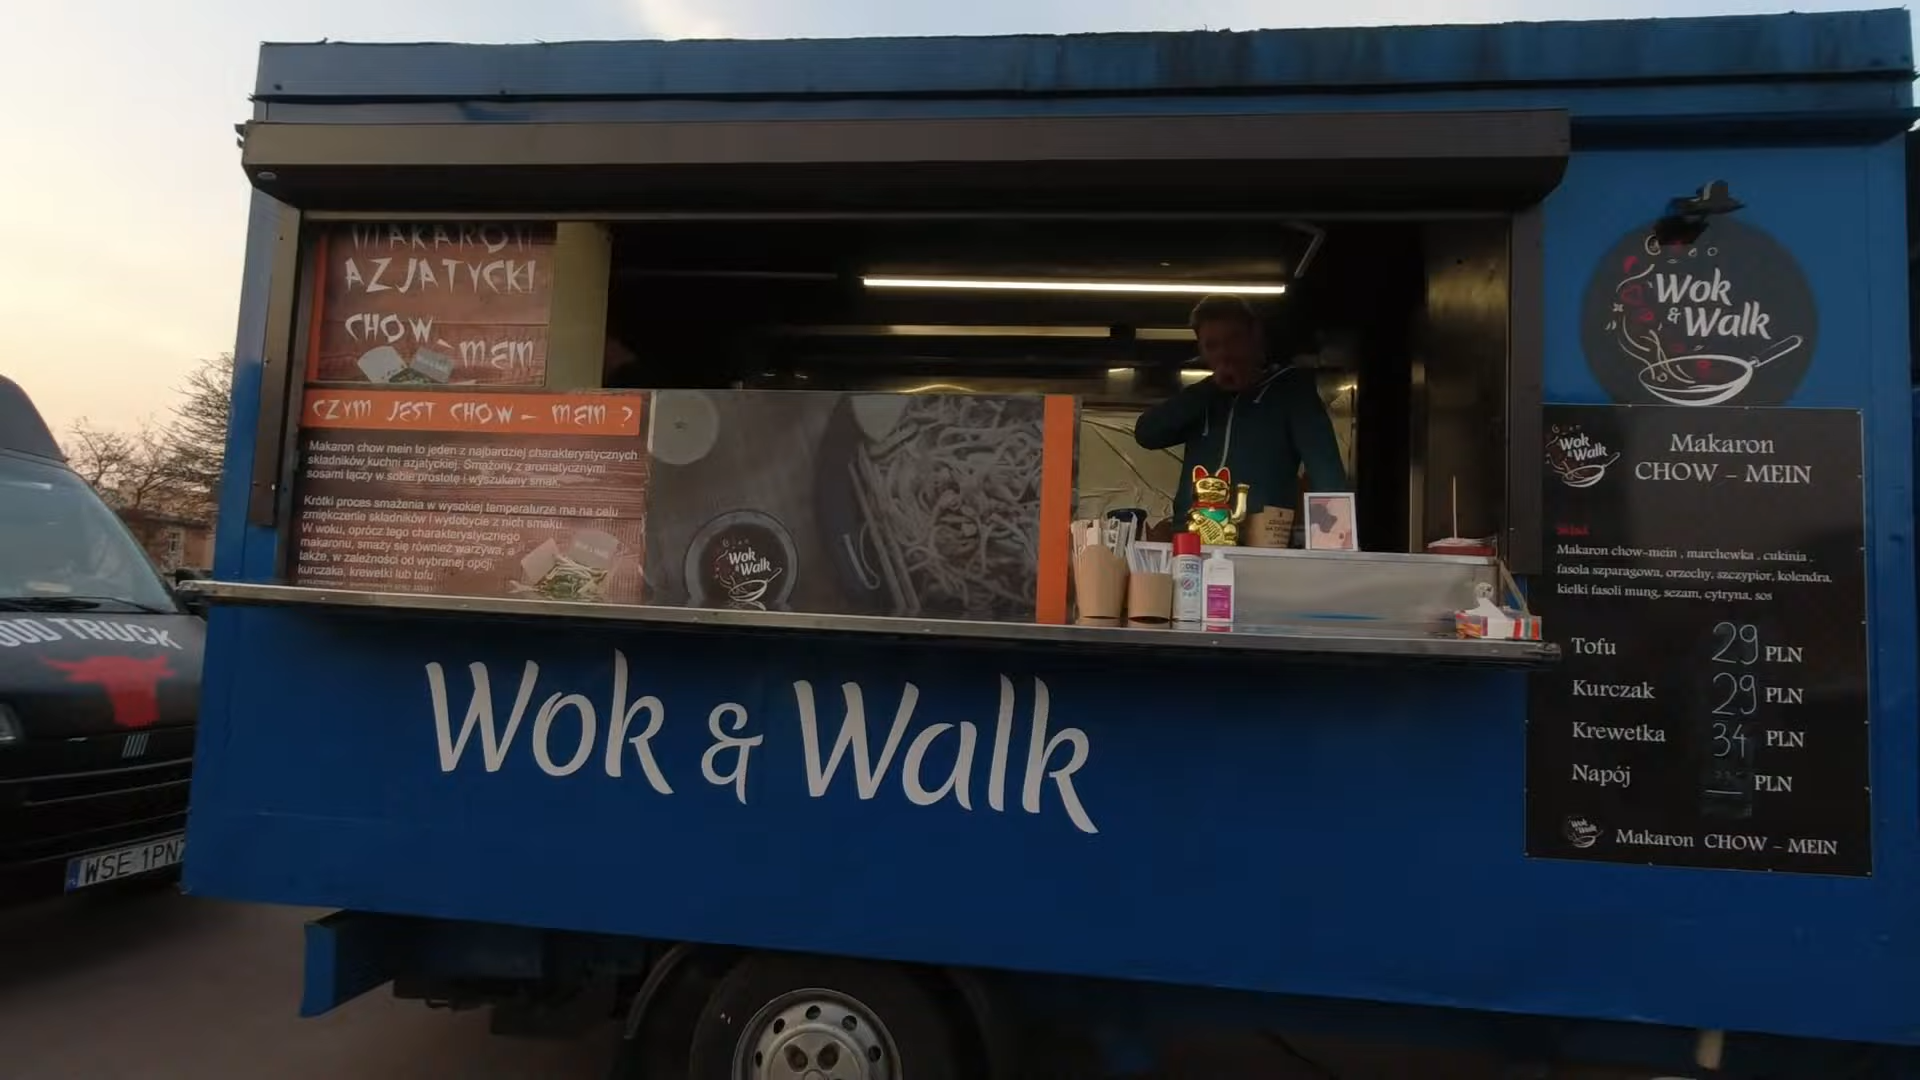 MAKARON
AZJATYCKI
CHOW - MEIN
CZYM JEST CHOW - MEIN ?
Makaron chow mein to jeden z najbardziej charakterystycznych
składników kuchni azjatyckiej. Smażony z aromatycznymi
sosami łączy w sobie prostotę i wyszukany smak.
Krótki proces smażenia w wysokiej temperaturze ma na celu
zmiękczenie składników i wydobycie z nich smaku.
W woku, oprócz tego charakterystycznego
makaronu, smaży się również warzywa, a
także, w zależności od wybranej opcji,
kurczaka, krewetki lub tofu.
Wok
& Walk
Wok
& Walk
Wok & Walk
Wok
& Walk
Makaron
CHOW - MEIN
Skład:
Makaron chow-mein , marchewka , cukinia ,
fasola szparagowa, orzechy, szczypior, kolendra,
kiełki fasoli mung, sezam, cytryna, sos
Tofu 29 PLN
Kurczak 29 PLN
Krewetka 34 PLN
Napój PLN
Wok
& Walk
Makaron CHOW - MEIN
OOD TRUCK
WSE 1PN